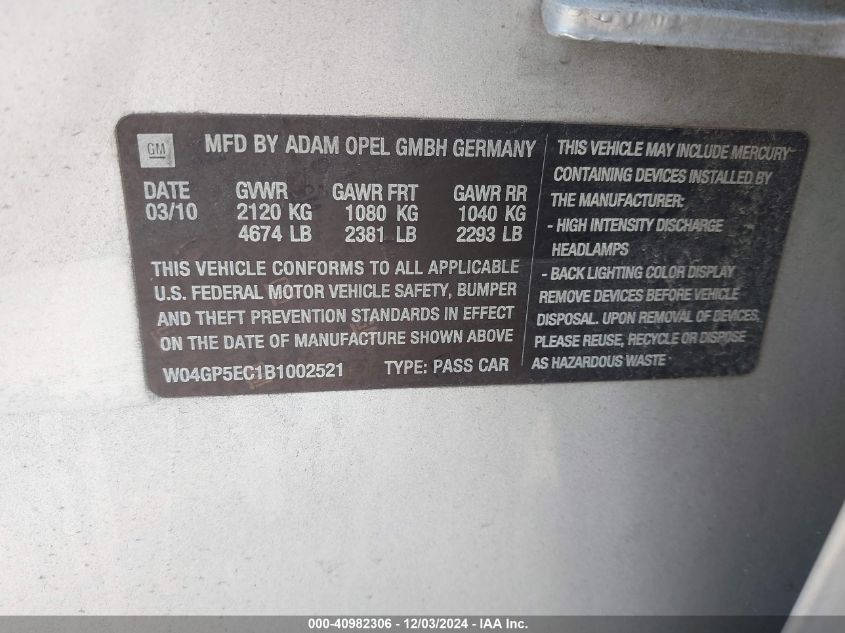 GM
MFD BY ADAM OPEL GMBH GERMANY
DATE GVWR GAWR FRT GAWR RR
03/10 2120 KG 1080 KG 1040 KG
4674 LB 2381 LB 2293 LB
THIS VEHICLE CONFORMS TO ALL APPLICABLE
U.S. FEDERAL MOTOR VEHICLE SAFETY, BUMPER
AND THEFT PREVENTION STANDARDS IN EFFECT
ON THE DATE OF MANUFACTURE SHOWN ABOVE
W04GP5EC1B1002521 TYPE: PASS CAR
THIS VEHICLE MAY INCLUDE MERCURY
CONTAINING DEVICES INSTALLED BY
THE MANUFACTURER:
- HIGH INTENSITY DISCHARGE
HEADLAMPS
- BACK LIGHTING COLOR DISPLAY
REMOVE DEVICES BEFORE VEHICLE
DISPOSAL. UPON REMOVAL OF DEVICES,
PLEASE REUSE, RECYCLE OR DISPOSE
AS HAZARDOUS WASTE
000-40982306 - 12/03/2024 - IAA Inc.